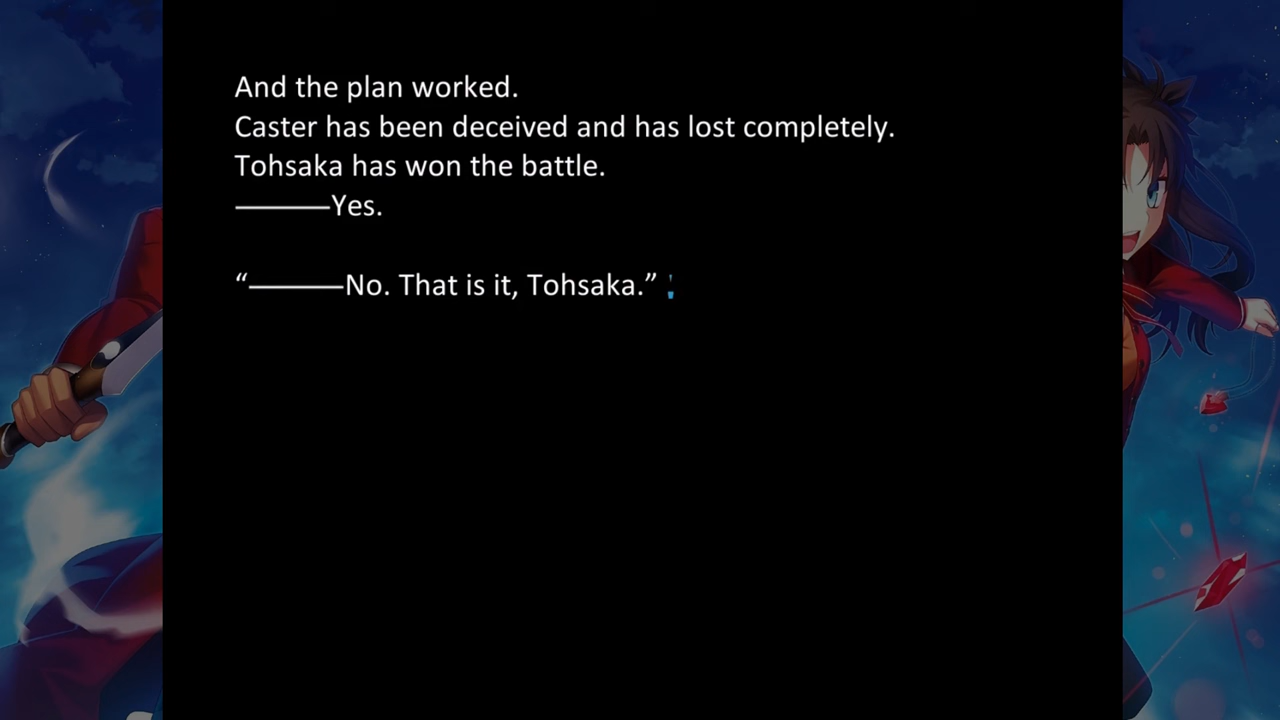 And the plan worked.
Caster has been deceived and has lost completely.
Tohsaka has won the battle.
―――Yes.
“―――No. That is it, Tohsaka.”